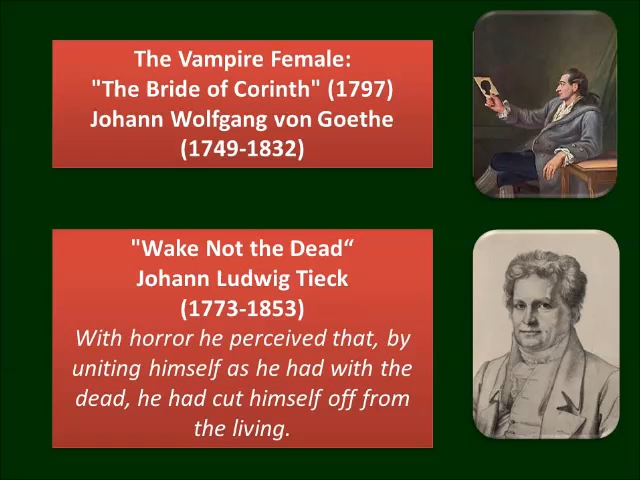 The Vampire Female:
"The Bride of Corinth" (1797)
Johann Wolfgang von Goethe
(1749-1832)
"Wake Not the Dead“
Johann Ludwig Tieck
(1773-1853)
With horror he perceived that, by
uniting himself as he had with the
dead, he had cut himself off from
the living.